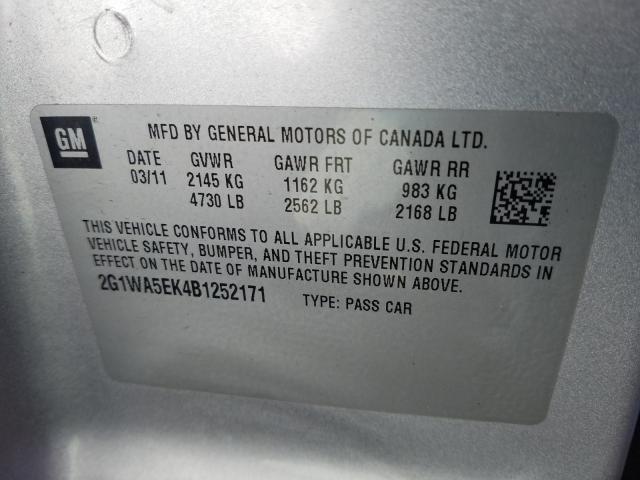 GM
MFD BY GENERAL MOTORS OF CANADA LTD.
DATE GVWR GAWR FRT GAWR RR
03/11 2145 KG 1162 KG 983 KG
4730 LB 2562 LB 2168 LB
THIS VEHICLE CONFORMS TO ALL APPLICABLE U.S. FEDERAL MOTOR
VEHICLE SAFETY, BUMPER, AND THEFT PREVENTION STANDARDS IN
EFFECT ON THE DATE OF MANUFACTURE SHOWN ABOVE.
2G1WA5EK4B1252171 TYPE: PASS CAR